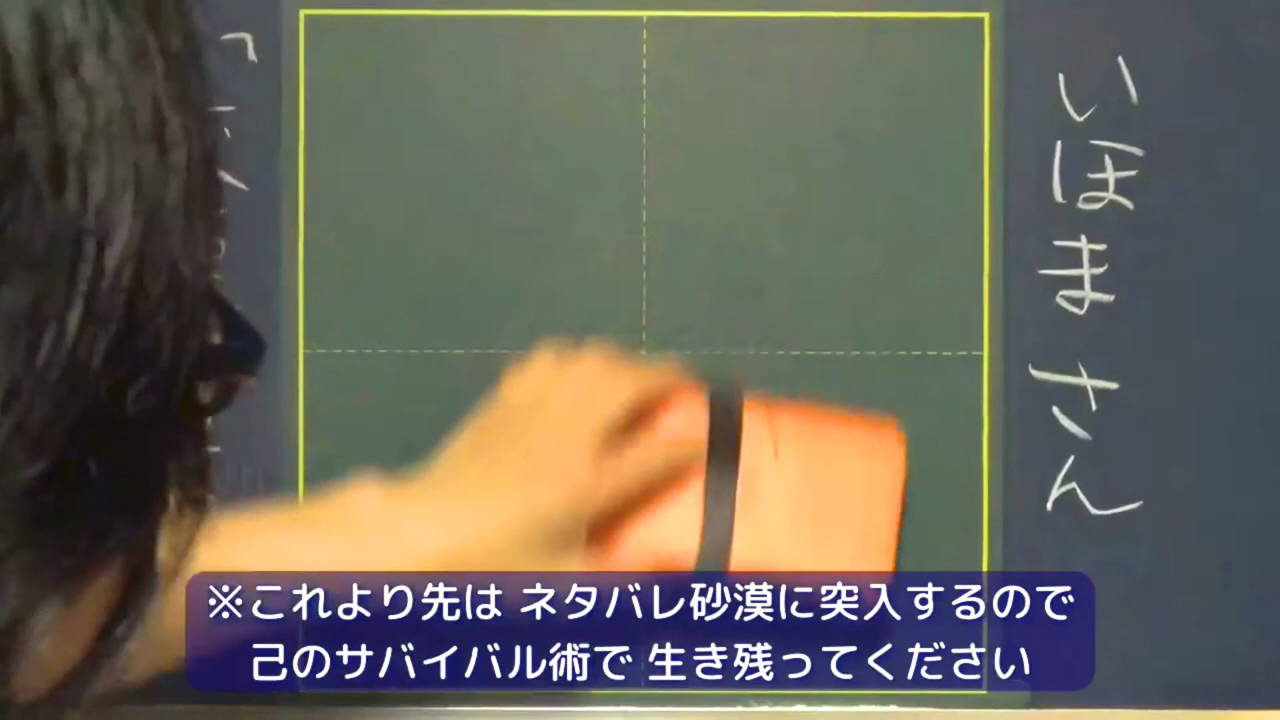 いほまさん
※これより先は ネタバレ砂漠に突入するので
己のサバイバル術で 生き残ってください